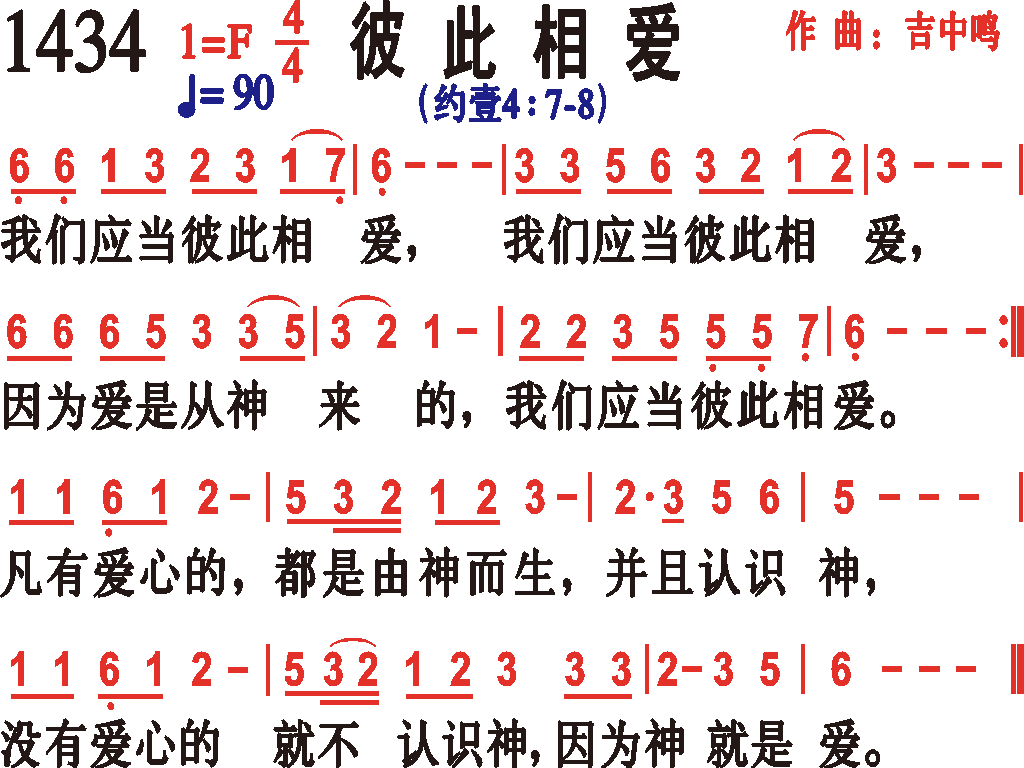 1434 1=F 4/4 彼此相爱 作曲：吉中鸣
♩=90 (约壹4:7-8)
6 6 1 3 2 3 1 7 | 6 - - - | 3 3 5 6 3 2 1 2 | 3 - - - |
我们应当彼此相 爱， 我们应当彼此相 爱，
6 6 6 5 3 3 5 | 3 2 1 - | 2 2 3 5 5 5 7 | 6 - - - :|
因为爱是从神 来 的，我们应当彼此相爱。
1 1 6 1 2 - | 5 3 2 1 2 3 - | 2· 3 5 6 | 5 - - - |
凡有爱心的，都是由神而生，并且认识 神，
1 1 6 1 2 - | 5 3 2 1 2 3 3 3 | 2 - 3 5 | 6 - - - |
没有爱心的 就不 认识神，因为神 就是 爱。